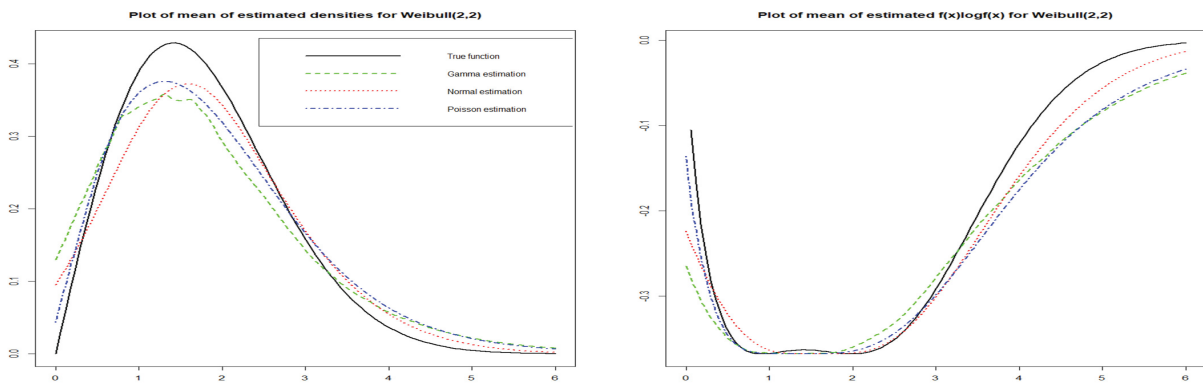 Plot of mean of estimated densities for Weibull(2,2)
0.4
0.3
0.2
0.1
0.0
0 1 2 3 4 5 6
True function
Gamma estimation
Normal estimation
Poisson estimation
Plot of mean of estimated f(x)logf(x) for Weibull(2,2)
0.0
-0.1
-0.2
-0.3
0 1 2 3 4 5 6